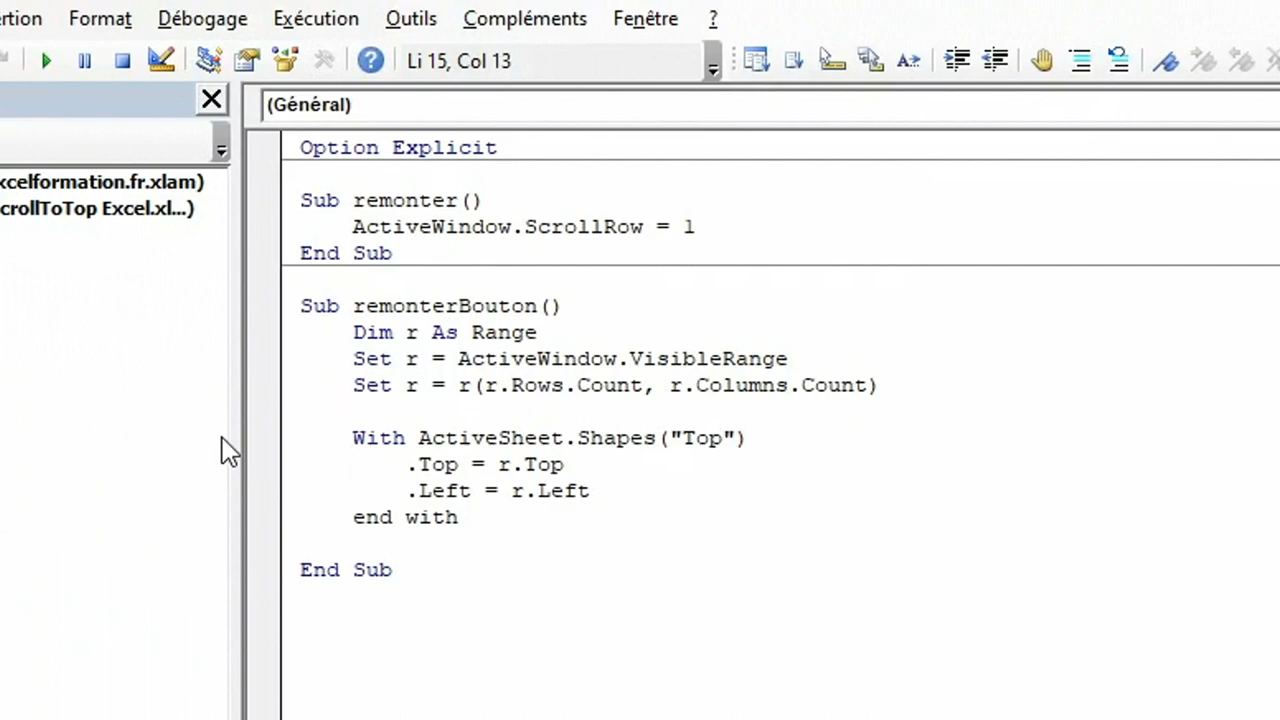 ertion Format Débogage Exécution Outils Compléments Fenêtre ?
Li 15, Col 13
(Général)
xcelformation.fr.xlam)
crollToTop Excel.xl...)
Option Explicit
Sub remonter()
ActiveWindow.ScrollRow = 1
End Sub
Sub remonterBouton()
Dim r As Range
Set r = ActiveWindow.VisibleRange
Set r = r(r.Rows.Count, r.Columns.Count)
With ActiveSheet.Shapes("Top")
.Top = r.Top
.Left = r.Left
end with
End Sub